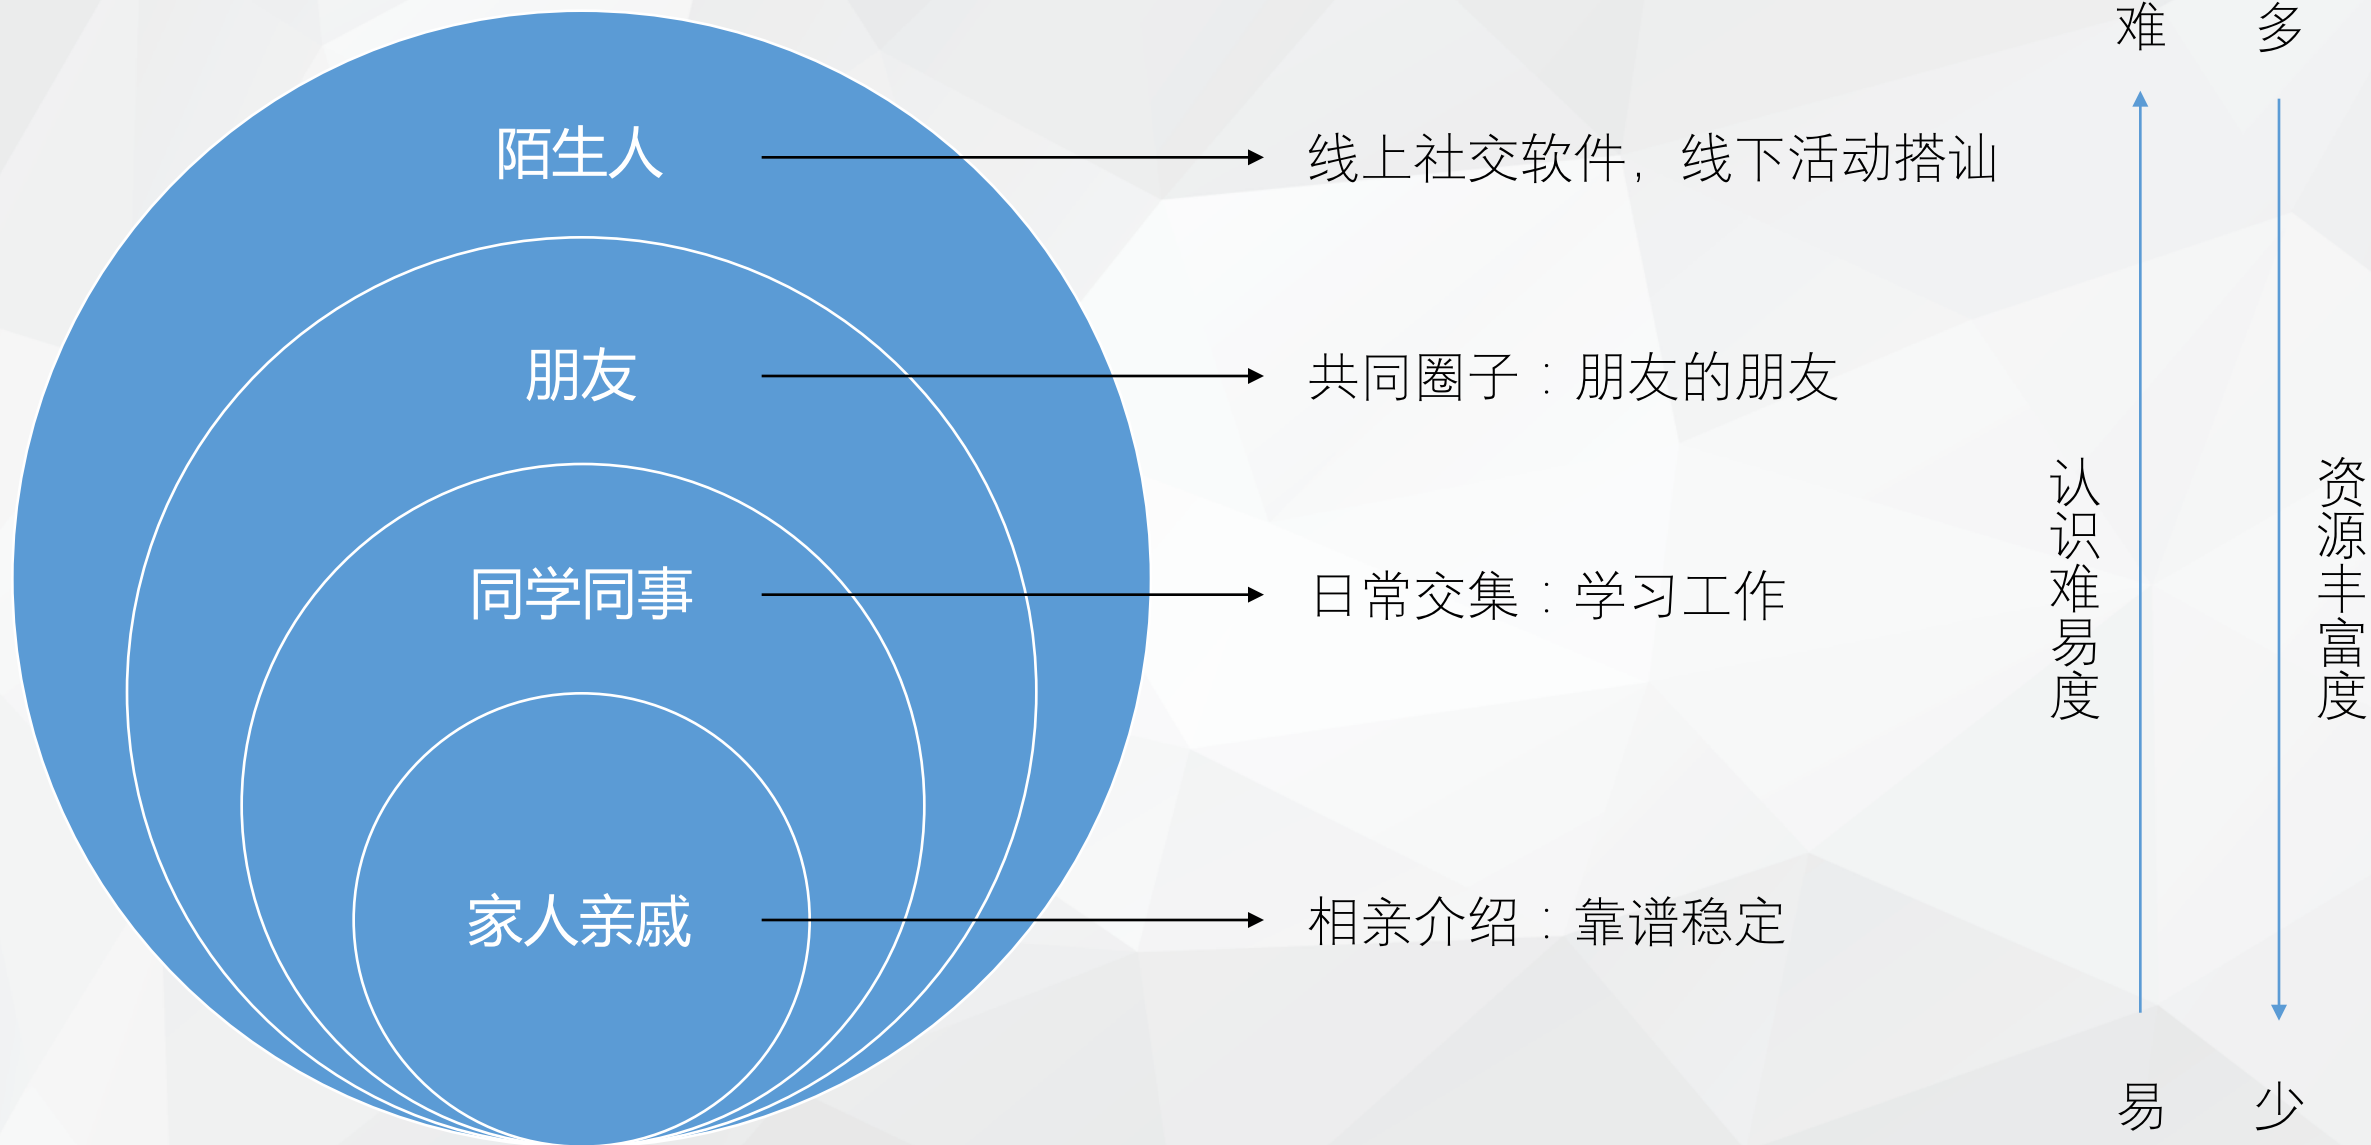 难
多
陌生人
线上社交软件，线下活动搭讪
朋友
共同圈子：朋友的朋友
认识难易度
资源丰富度
同学同事
日常交集：学习工作
家人亲戚
相亲介绍：靠谱稳定
易
少